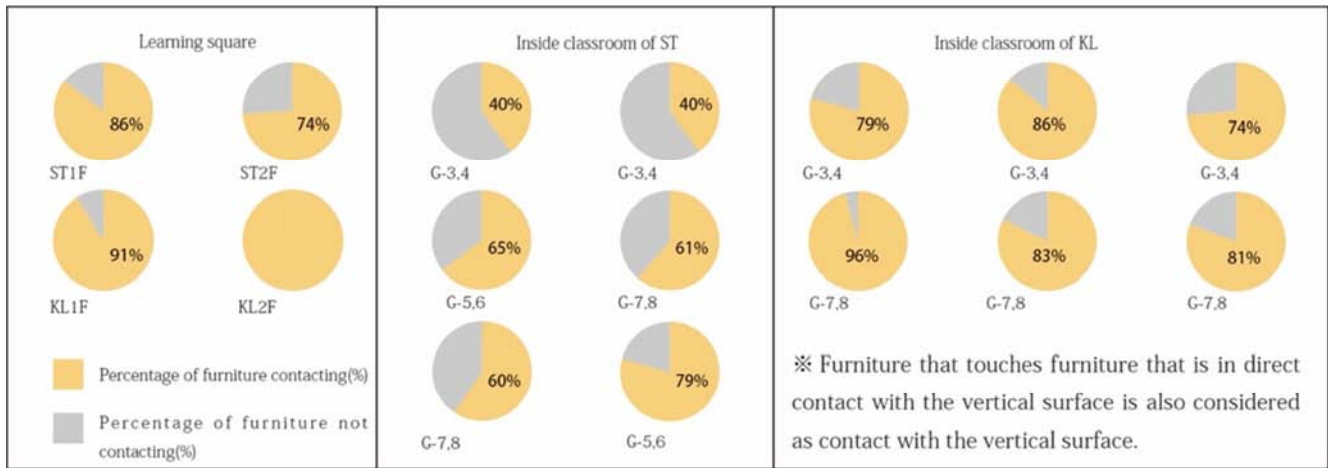 Learning square
86%
74%
ST1F
ST2F
91%
KL1F
KL2F
Percentage of furniture contacting(%)
Percentage of furniture not
contacting(%)
Inside classroom of ST
40%
40%
G-3,4
G-3,4
65%
61%
G-5,6
G-7,8
60%
79%
G-7,8
G-5,6
Inside classroom of KL
79%
86%
74%
G-3,4
G-3,4
G-3,4
96%
83%
81%
G-7,8
G-7,8
G-7,8
※ Furniture that touches furniture that is in direct
contact with the vertical surface is also considered
as contact with the vertical surface.